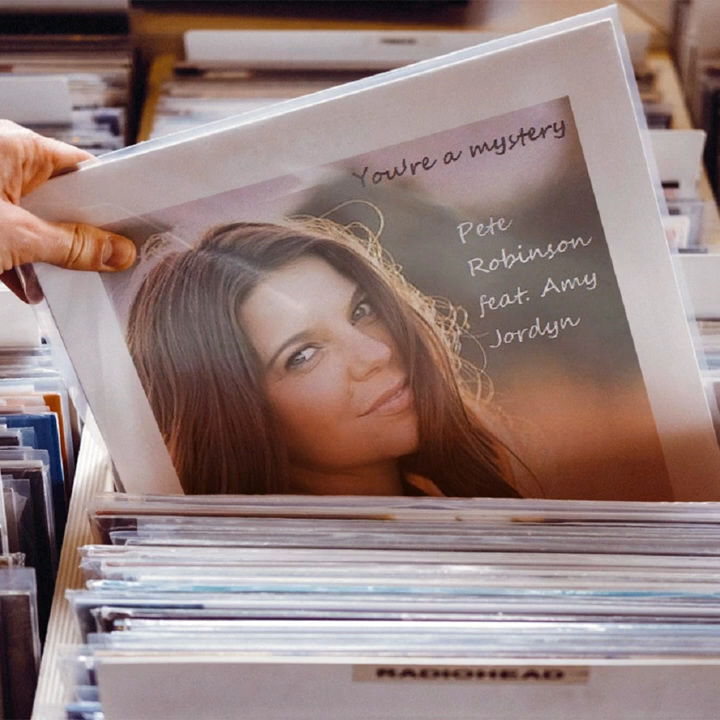 You're a mystery
Pete
Robinson
feat. Amy
Jordyn
RADIOHEAD